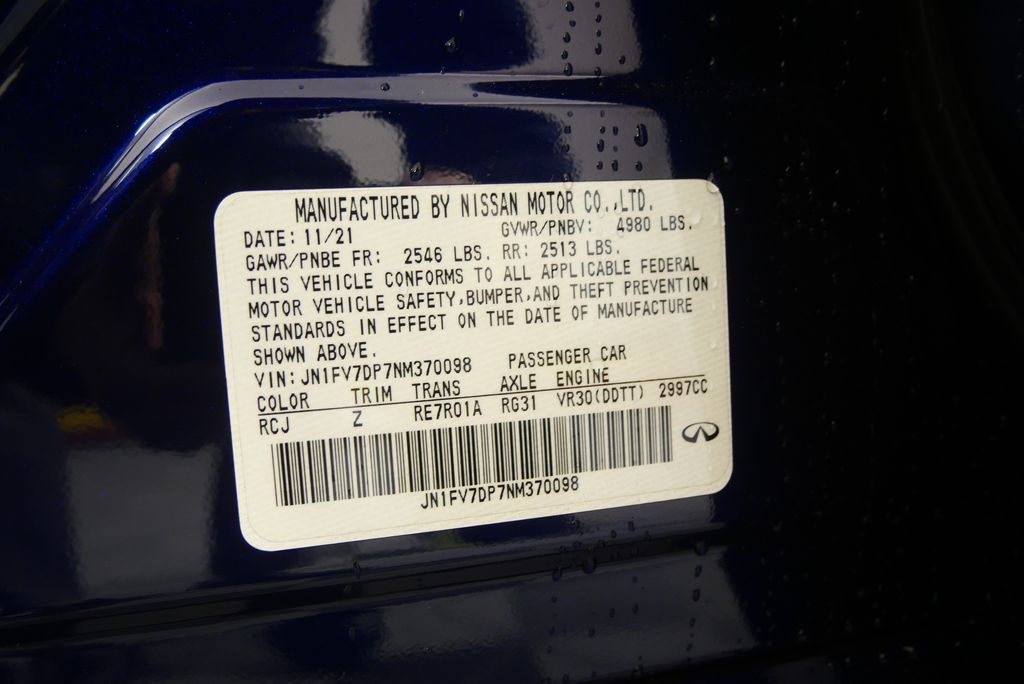 MANUFACTURED BY NISSAN MOTOR CO.,LTD.
DATE: 11/21 GVWR/PNBV: 4980 LBS.
GAWR/PNBE FR: 2546 LBS. RR: 2513 LBS.
THIS VEHICLE CONFORMS TO ALL APPLICABLE FEDERAL
MOTOR VEHICLE SAFETY,BUMPER,AND THEFT PREVENTION
STANDARDS IN EFFECT ON THE DATE OF MANUFACTURE
SHOWN ABOVE.
VIN: JN1FV7DP7NM370098 PASSENGER CAR
COLOR TRIM TRANS AXLE ENGINE
RCJ Z RE7R01A RG31 VR30(DDTT) 2997CC
JN1FV7DP7NM370098